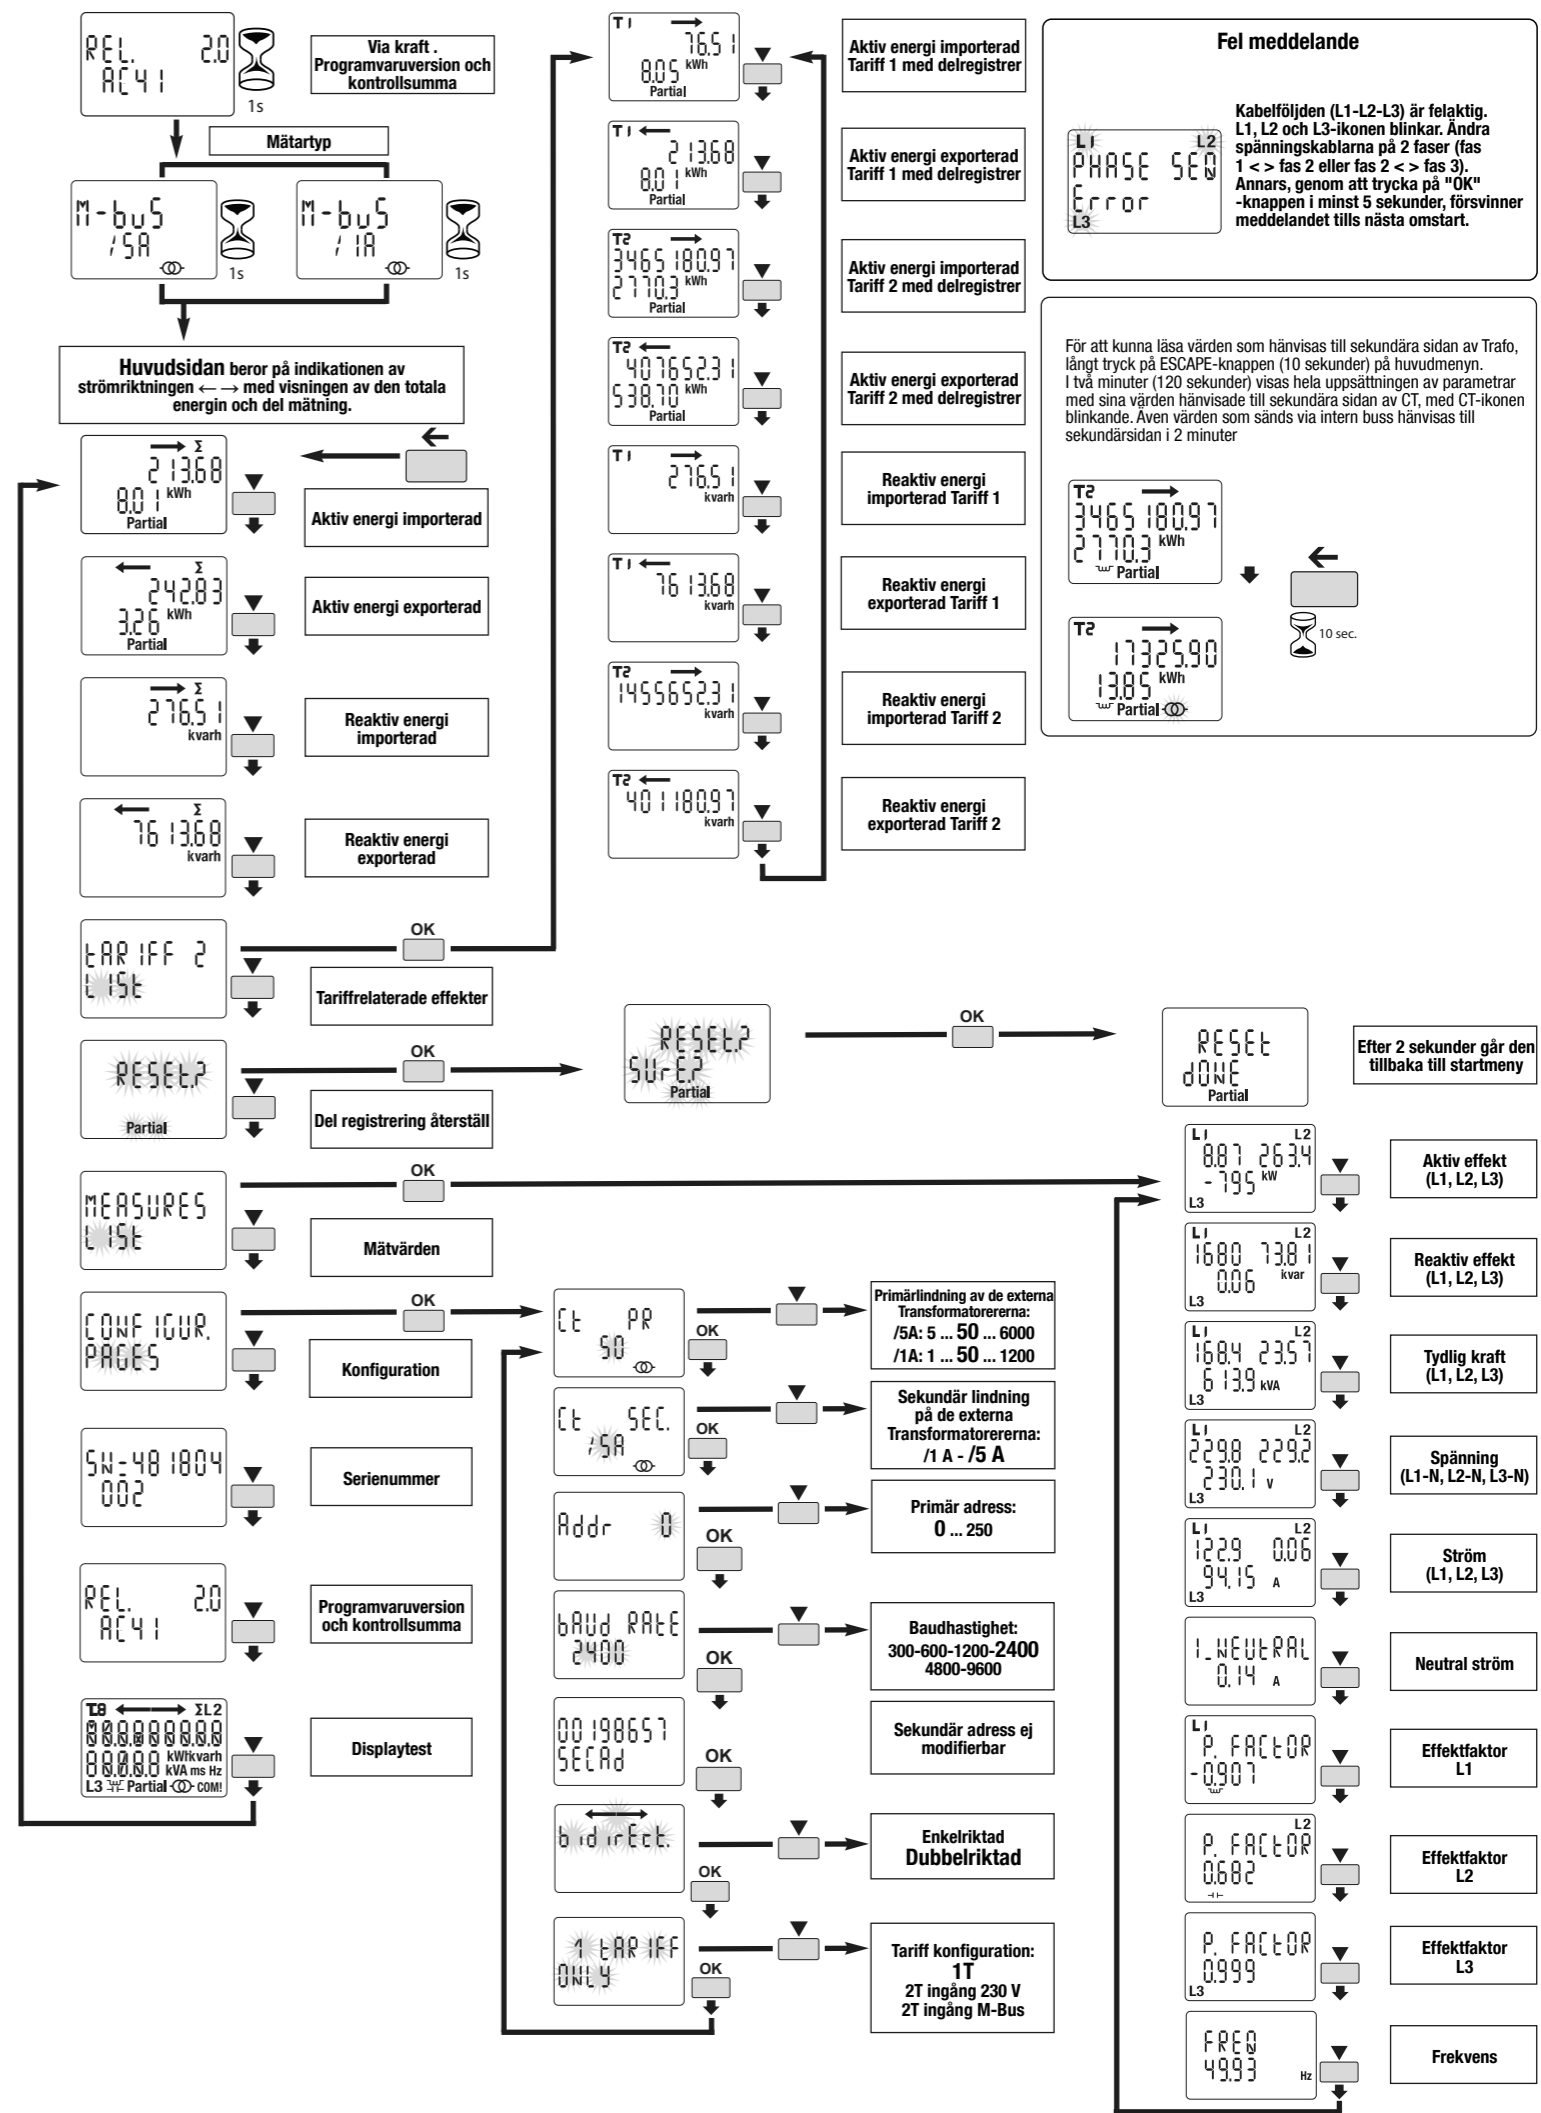 REL. 2.0
AC41
1s
Via kraft .
Programvaruversion och
kontrollsumma
Mätartyp
M-buS
/5A
1s
M-buS
/1A
1s
Huvudsidan beror på indikation av
strömriktningen ← → med visningen av den totala
energin och del mätning.
→ Σ
213.68
8.01 kWh
Partial
←
Aktiv energi importerad
← Σ
242.83
3.26 kWh
Partial
Aktiv energi exporterad
→ Σ
276.51
kvarh
Reaktiv energi
importerad
← Σ
7613.68
kvarh
Reaktiv energi
exporterad
tARIFF 2
LISt
OK
Tariffrelaterade effekter
RESEt.?
Partial
OK
Del registrering återställ
RESEt.?
SUrE.?
Partial
OK
RESEt
dONE
Partial
Efter 2 sekunder går den
tillbaka till startmeny
MEASURES
LISt
OK
Mätvärden
CONFIGUR.
PAGES
OK
Konfiguration
SN-481804
002
Serienummer
REL. 2.0
AC41
Programvaruversion
och kontrollsumma
T.8 ←→ ΣL2
kWhkvarh
kVA ms Hz
L3 Partial COM!
Displaytest
T1 →
76.51
8.05 kWh
Partial
Aktiv energi importerad
Tariff 1 med delregistrer
T1 ←
213.68
8.01 kWh
Partial
Aktiv energi exporterad
Tariff 1 med delregistrer
T2 →
3465180.97
2770.3 kWh
Partial
Aktiv energi importerad
Tariff 2 med delregistrer
T2 ←
407652.31
538.70 kWh
Partial
Aktiv energi exporterad
Tariff 2 med delregistrer
T1 →
276.51
kvarh
Reaktiv energi
importerad Tariff 1
T1 ←
7613.68
kvarh
Reaktiv energi
exporterad Tariff 1
T2 →
1455652.31
kvarh
Reaktiv energi
importerad Tariff 2
T2 ←
401180.97
kvarh
Reaktiv energi
exporterad Tariff 2
Fel meddelande
L1 L2
PHASE SEQ
Error
L3
Kabelföljden (L1-L2-L3) är felaktig.
L1, L2 och L3-ikonen blinkar. Ändra
spänningskablarna på 2 faser (fas
1 < > fas 2 eller fas 2 < > fas 3).
Annars, genom att trycka på "OK"
-knappen i minst 5 sekunder, försvinner
meddelandet tills nästa omstart.
För att kunna läsa värden som hänvisas till sekundära sidan av Trafo,
långt tryck på ESCAPE-knappen (10 sekunder) på huvudmenyn.
I två minuter (120 sekunder) visas hela uppsättningen av parametrar
med sina värden hänvisade till sekundära sidan av CT, med CT-ikonen
blinkande. Även värden som sänds via intern buss hänvisas till
sekundärsidan i 2 minuter
T2 →
3465180.97
2770.3 kWh
Partial
←
10 sec.
T2 →
17325.90
13.85 kWh
Partial
Ct PR
50
OK
Primärlindning av de externa
Transformatorererna:
/5A: 5 ... 50 ... 6000
/1A: 1 ... 50 ... 1200
Ct SEC.
/5A
OK
Sekundär lindning
på de externa
Transformatorererna:
/1 A - /5 A
Addr 0
OK
Primär adress:
0 ... 250
bAUd RAtE
2400
OK
Baudhastighet:
300-600-1200-2400
4800-9600
00198657
SECAd
OK
Sekundär adress ej
modifierbar
←→
bidirEct.
OK
Enkelriktad
Dubbelriktad
1 tARIFF
ONLY
OK
Tariff konfiguration:
1T
2T ingång 230 V
2T ingång M-Bus
L1 L2
8.87 263.4
-795 kW
L3
Aktiv effekt
(L1, L2, L3)
L1 L2
1680 73.81
0.06 kvar
L3
Reaktiv effekt
(L1, L2, L3)
L1 L2
168.4 23.57
613.9 kVA
L3
Tydlig kraft
(L1, L2, L3)
L1 L2
229.8 229.2
230.1 V
L3
Spänning
(L1-N, L2-N, L3-N)
L1 L2
122.9 0.06
94.15 A
L3
Ström
(L1, L2, L3)
I_NEUtRAL
0.14 A
Neutral ström
L1
P. FACtOR
-0.907
Effektfaktor
L1
L2
P. FACtOR
0.682
Effektfaktor
L2
P. FACtOR
0.999
L3
Effektfaktor
L3
FREQ
49.93
Hz
Frekvens